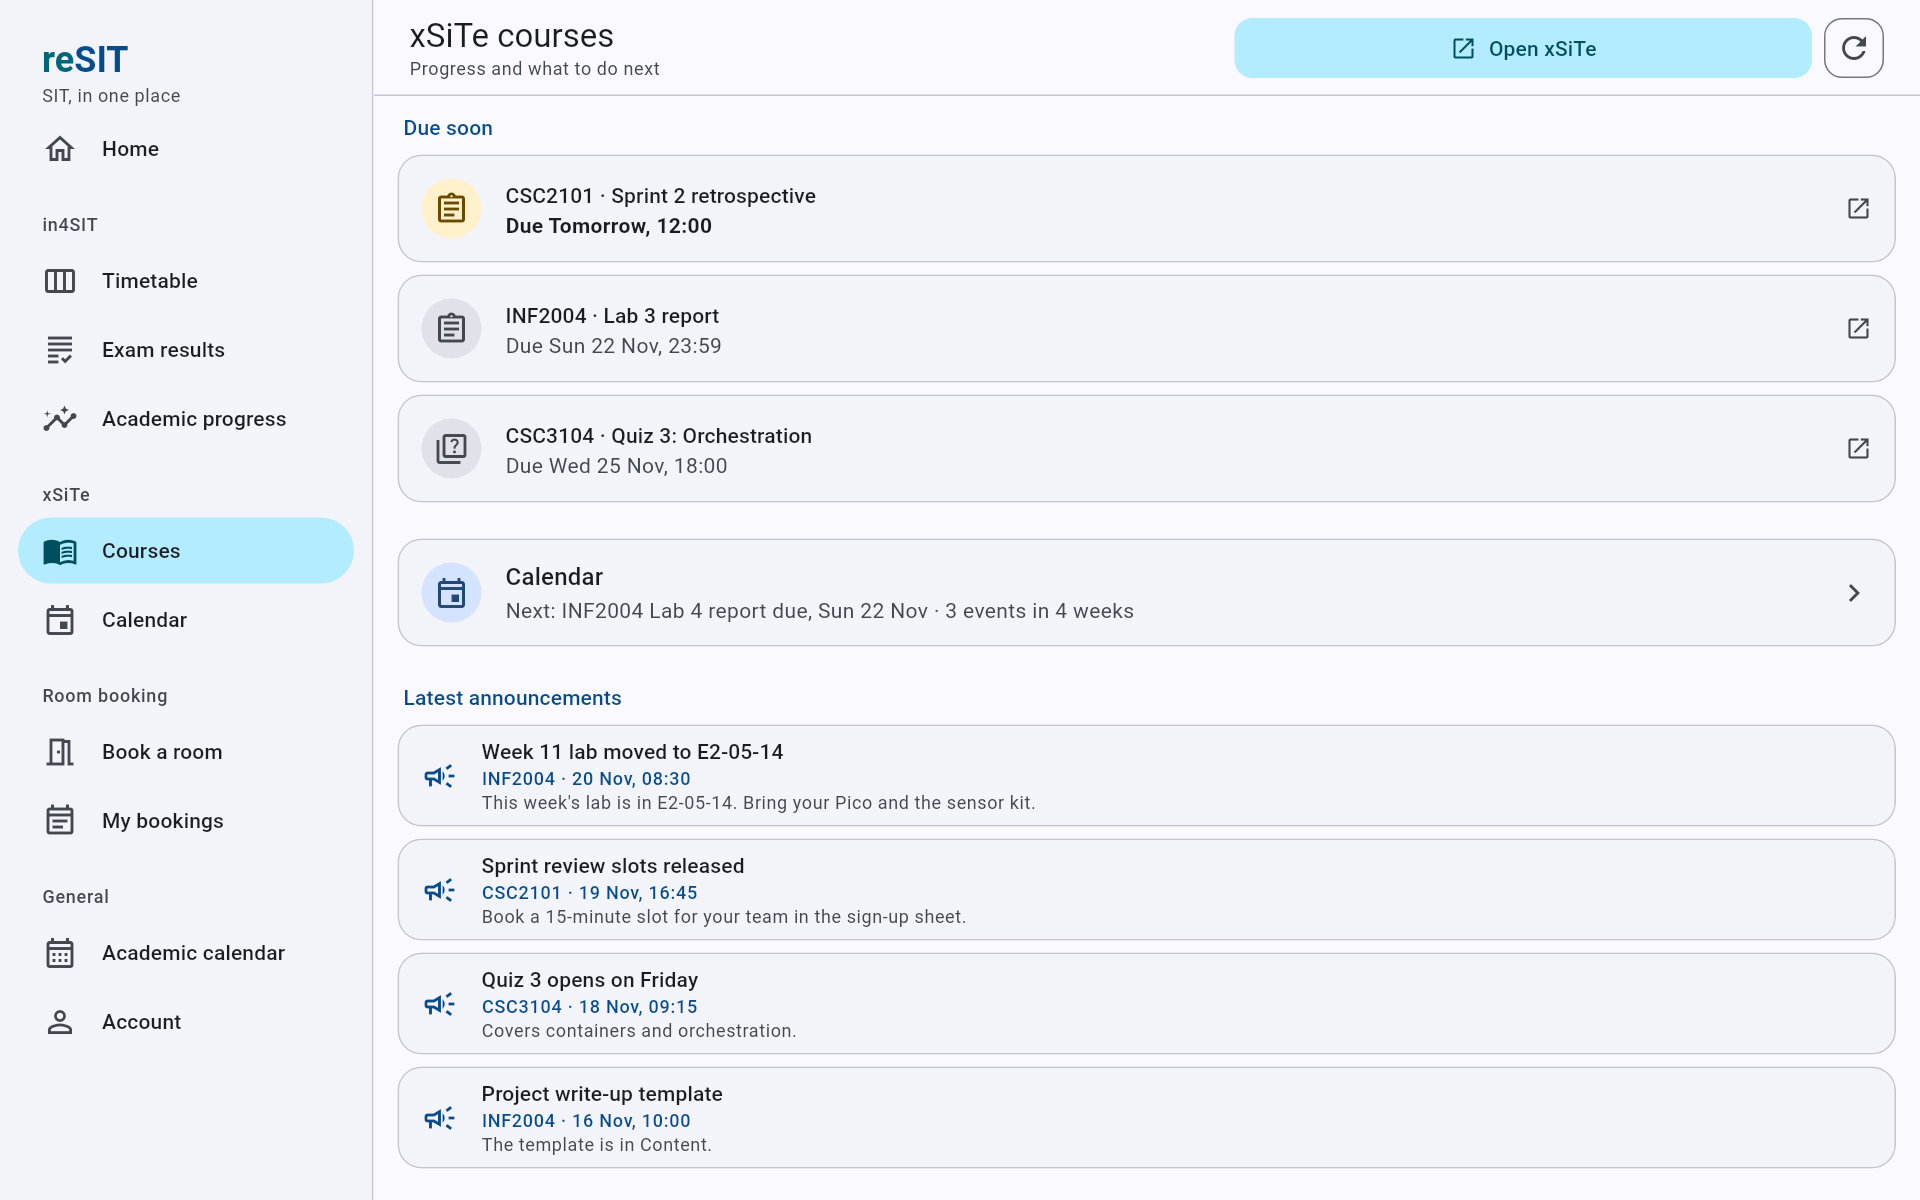 reSIT
SIT, in one place
Home
in4SIT
Timetable
Exam results
Academic progress
xSiTe
Courses
Calendar
Room booking
Book a room
My bookings
General
Academic calendar
Account
xSiTe courses
Progress and what to do next
Open xSiTe
Due soon
CSC2101 · Sprint 2 retrospective
Due Tomorrow, 12:00
INF2004 · Lab 3 report
Due Sun 22 Nov, 23:59
CSC3104 · Quiz 3: Orchestration
Due Wed 25 Nov, 18:00
Calendar
Next: INF2004 Lab 4 report due, Sun 22 Nov · 3 events in 4 weeks
Latest announcements
Week 11 lab moved to E2-05-14
INF2004 · 20 Nov, 08:30
This week's lab is in E2-05-14. Bring your Pico and the sensor kit.
Sprint review slots released
CSC2101 · 19 Nov, 16:45
Book a 15-minute slot for your team in the sign-up sheet.
Quiz 3 opens on Friday
CSC3104 · 18 Nov, 09:15
Covers containers and orchestration.
Project write-up template
INF2004 · 16 Nov, 10:00
The template is in Content.